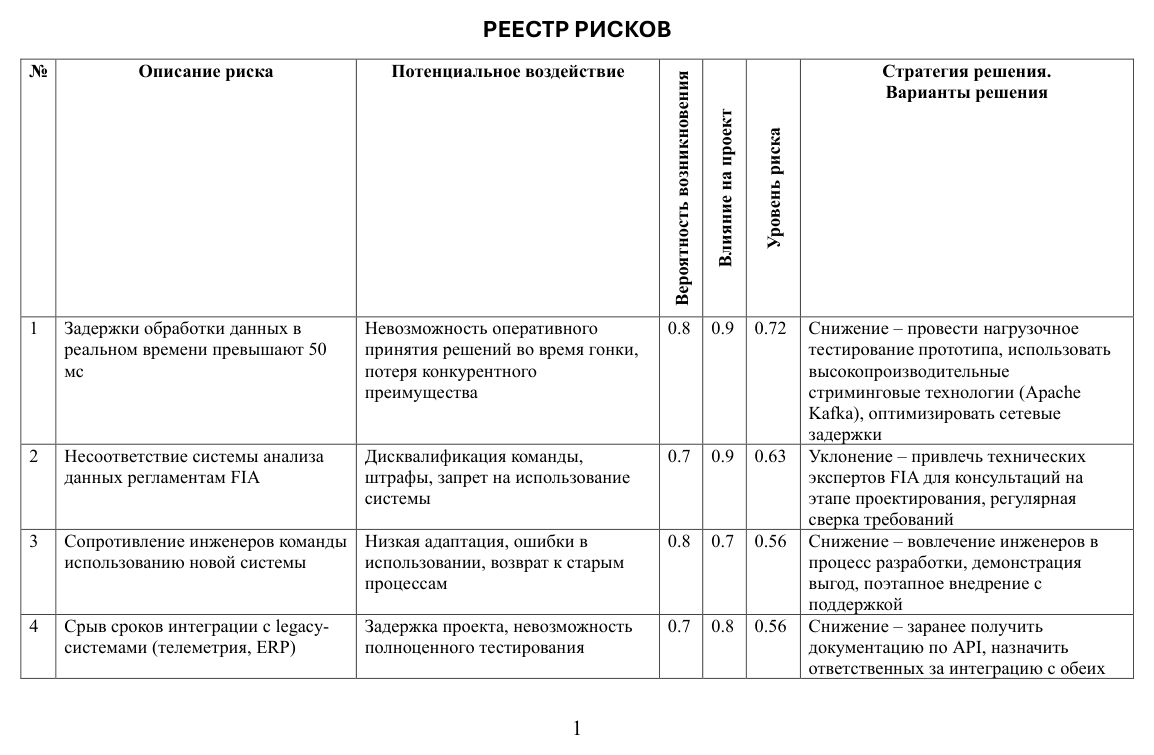 РЕЕСТР РИСКОВ
№
Описание риска
Потенциальное воздействие
Вероятность возникновения
Влияние на проект
Уровень риска
Стратегия решения.
Варианты решения
1
Задержки обработки данных в
реальном времени превышают 50
мс
Невозможность оперативного
принятия решений во время гонки,
потеря конкурентного
преимущества
0.8
0.9
0.72
Снижение – провести нагрузочное
тестирование прототипа, использовать
высокопроизводительные
стриминговые технологии (Apache
Kafka), оптимизировать сетевые
задержки
2
Несоответствие системы анализа
данных регламентам FIA
Дисквалификация команды,
штрафы, запрет на использование
системы
0.7
0.9
0.63
Уклонение – привлечь технических
экспертов FIA для консультаций на
этапе проектирования, регулярная
сверка требований
3
Сопротивление инженеров команды
использованию новой системы
Низкая адаптация, ошибки в
использовании, возврат к старым
процессам
0.8
0.7
0.56
Снижение – вовлечение инженеров в
процесс разработки, демонстрация
выгод, поэтапное внедрение с
поддержкой
4
Срыв сроков интеграции с legacy-
системами (телеметрия, ERP)
Задержка проекта, невозможность
полноценного тестирования
0.7
0.8
0.56
Снижение – заранее получить
документацию по API, назначить
ответственных за интеграцию с обеих
1